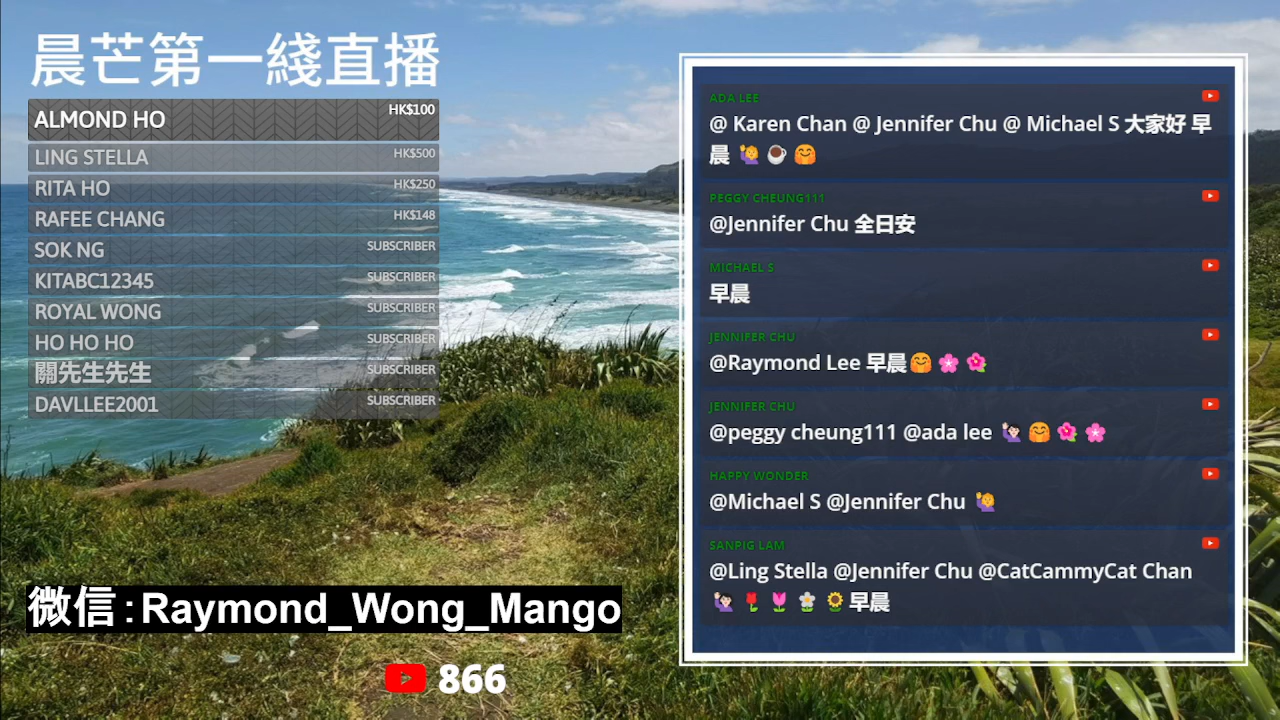 晨芒第一綫直播
ALMOND HO HK$100
LING STELLA HK$500
RITA HO HK$250
RAFEE CHANG HK$148
SOK NG SUBSCRIBER
KITABC12345 SUBSCRIBER
ROYAL WONG SUBSCRIBER
HO HO HO SUBSCRIBER
關先生先生 SUBSCRIBER
DAVLLEE2001 SUBSCRIBER
微信:Raymond_Wong_Mango
866
ADA LEE
@ Karen Chan @ Jennifer Chu @ Michael S 大家好 早
晨 🙋 ☕ 🤗
PEGGY CHEUNG111
@Jennifer Chu 全日安
MICHAEL S
早晨
JENNIFER CHU
@Raymond Lee 早晨🤗 🌸 🌺
JENNIFER CHU
@peggy cheung111 @ada lee 🙋🏻‍♀️ 🤗 🌺 🌸
HAPPY WONDER
@Michael S @Jennifer Chu 🙋
SANPIG LAM
@Ling Stella @Jennifer Chu @CatCammyCat Chan
🙋🏻‍♀️ 🌹 🌷 🌼 🌻 早晨